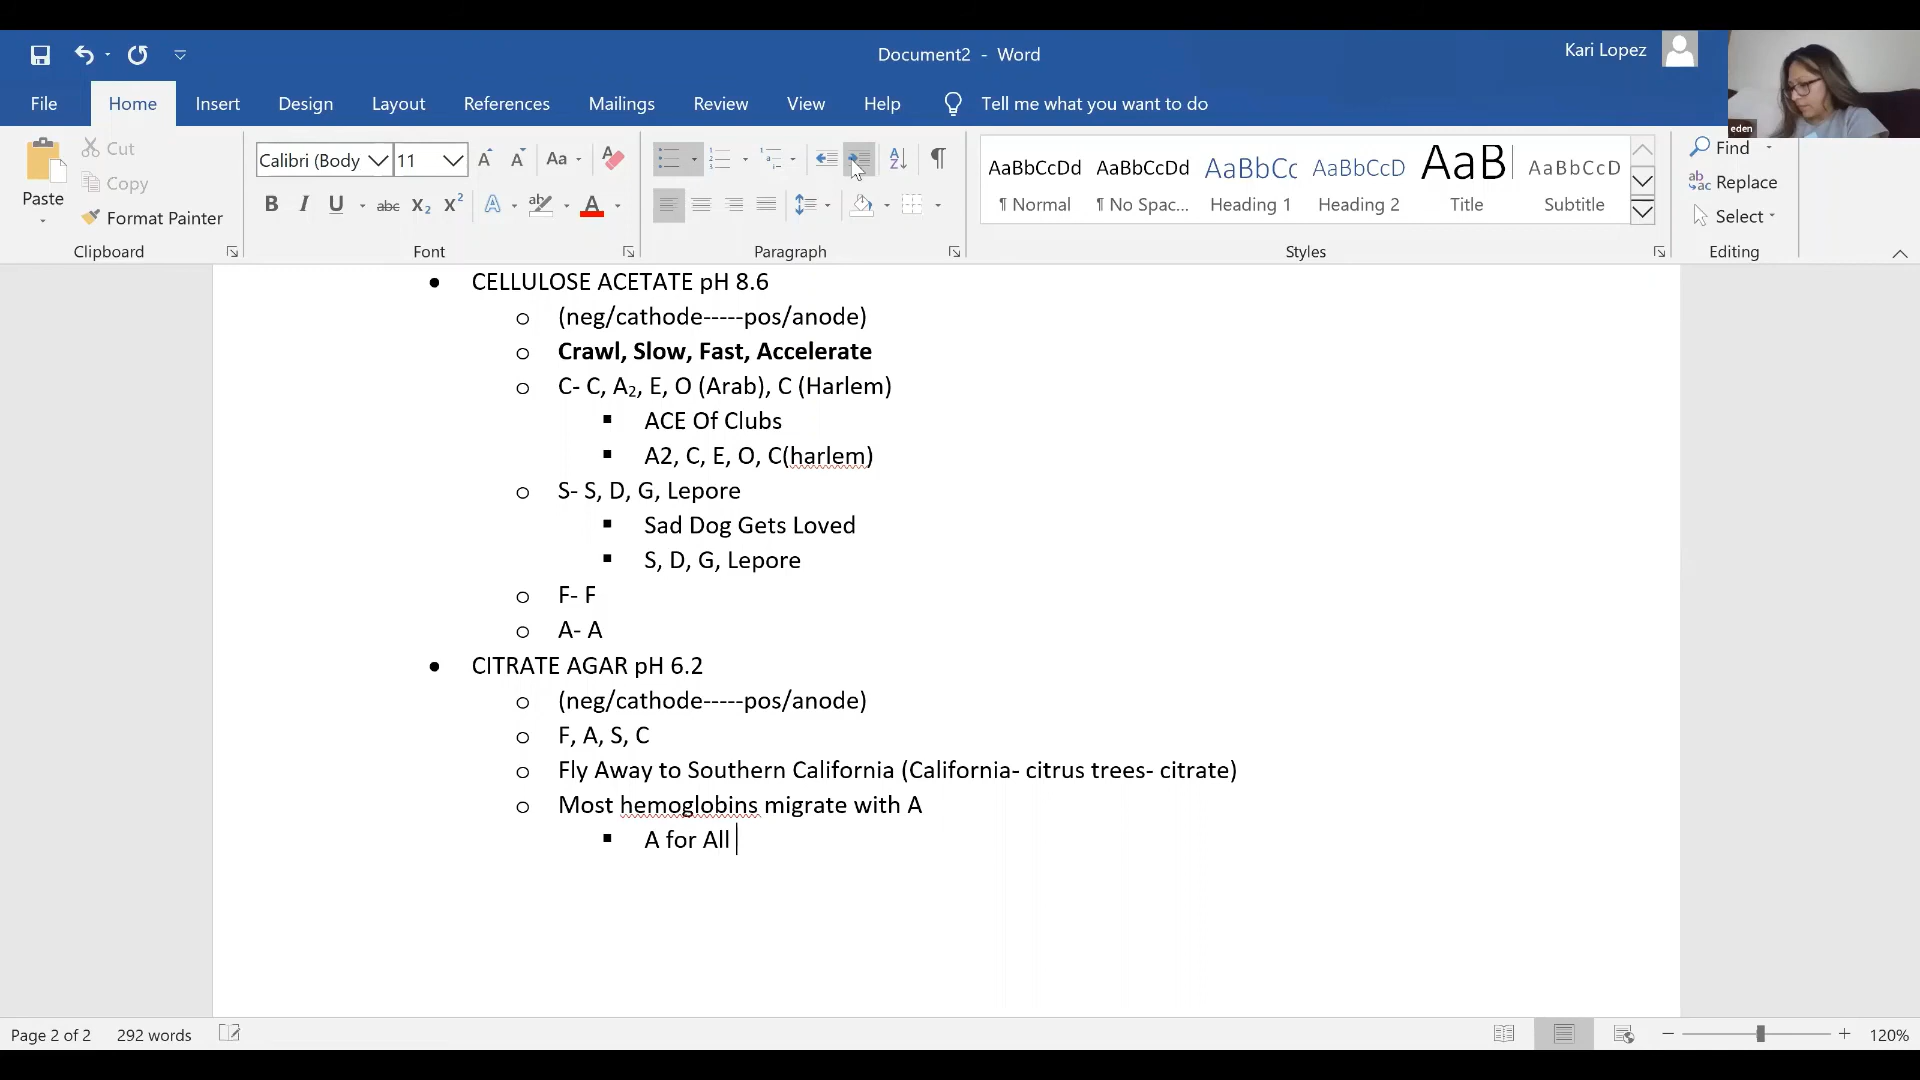 Document2 - Word
Kari Lopez
eden
File Home Insert Design Layout References Mailings Review View Help Tell me what you want to do
Paste
Cut
Copy
Format Painter
Clipboard
Calibri (Body 11
Font
Paragraph
AaBbCcDd AaBbCcDd AaBbCc AaBbCcD AaB AaBbCcD
¶ Normal ¶ No Spac... Heading 1 Heading 2 Title Subtitle
Styles
Find
Replace
Select
Editing
• CELLULOSE ACETATE pH 8.6
o (neg/cathode-----pos/anode)
o Crawl, Slow, Fast, Accelerate
o C- C, A₂, E, O (Arab), C (Harlem)
▪ ACE Of Clubs
▪ A2, C, E, O, C(harlem)
o S- S, D, G, Lepore
▪ Sad Dog Gets Loved
▪ S, D, G, Lepore
o F- F
o A- A
• CITRATE AGAR pH 6.2
o (neg/cathode-----pos/anode)
o F, A, S, C
o Fly Away to Southern California (California- citrus trees- citrate)
o Most hemoglobins migrate with A
▪ A for All
Page 2 of 2 292 words
120%